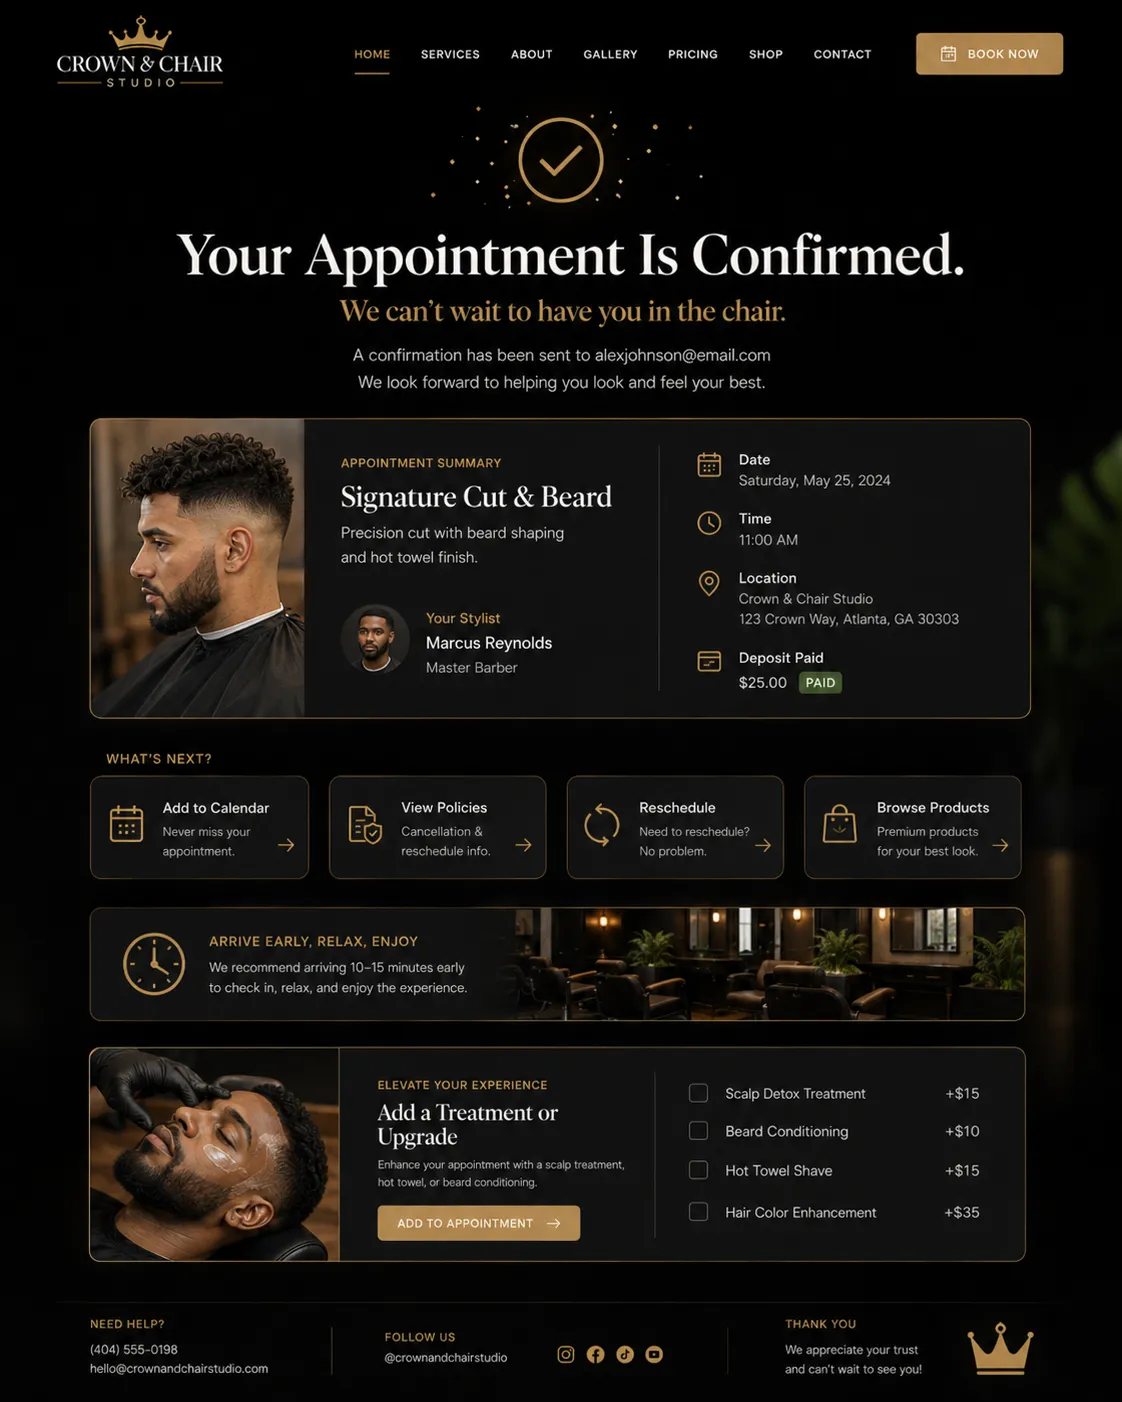 CROWN & CHAIR
STUDIO
HOME
SERVICES
ABOUT
GALLERY
PRICING
SHOP
CONTACT
BOOK NOW
Your Appointment Is Confirmed.
We can't wait to have you in the chair.
A confirmation has been sent to alexjohnson@email.com
We look forward to helping you look and feel your best.
APPOINTMENT SUMMARY
Signature Cut & Beard
Precision cut with beard shaping
and hot towel finish.
Your Stylist
Marcus Reynolds
Master Barber
Date
Saturday, May 25, 2024
Time
11:00 AM
Location
Crown & Chair Studio
123 Crown Way, Atlanta, GA 30303
Deposit Paid
$25.00 PAID
WHAT'S NEXT?
Add to Calendar
Never miss your
appointment.
View Policies
Cancellation &
reschedule info.
Reschedule
Need to reschedule?
No problem.
Browse Products
Premium products
for your best look.
ARRIVE EARLY, RELAX, ENJOY
We recommend arriving 10–15 minutes early
to check in, relax, and enjoy the experience.
ELEVATE YOUR EXPERIENCE
Add a Treatment or
Upgrade
Enhance your appointment with a scalp treatment,
hot towel, or beard conditioning.
ADD TO APPOINTMENT
Scalp Detox Treatment +$15
Beard Conditioning +$10
Hot Towel Shave +$15
Hair Color Enhancement +$35
NEED HELP?
(404) 555-0198
hello@crownandchairstudio.com
FOLLOW US
@crownandchairstudio
THANK YOU
We appreciate your trust
and can't wait to see you!